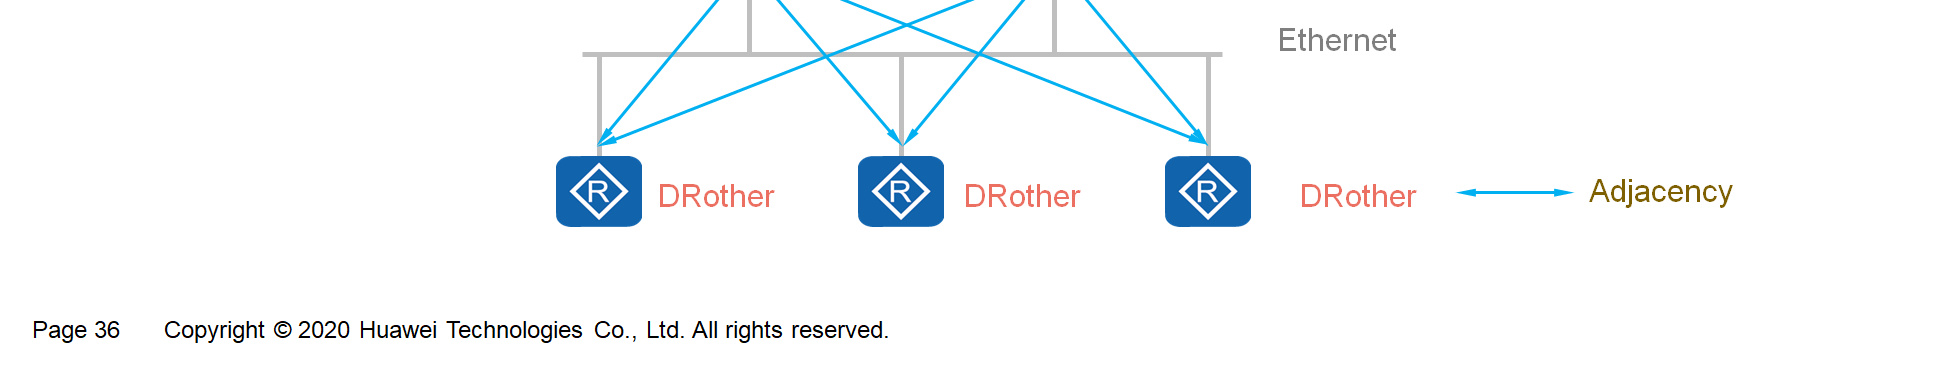 Ethernet
R DRother R DRother R DRother Adjacency
Page 36 Copyright © 2020 Huawei Technologies Co., Ltd. All rights reserved.